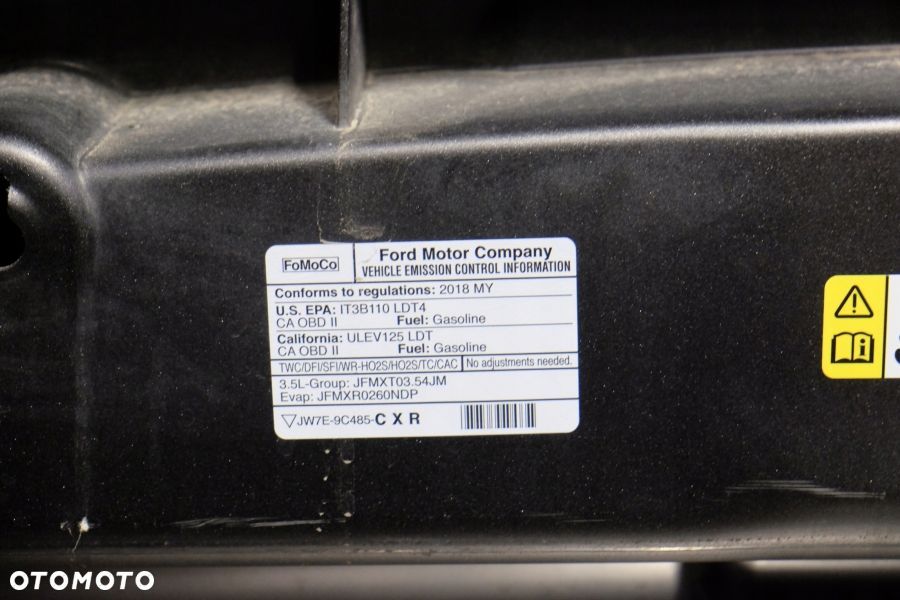 FoMoCo
Ford Motor Company
VEHICLE EMISSION CONTROL INFORMATION
Conforms to regulations: 2018 MY
U.S. EPA: IT3B110 LDT4
CA OBD II Fuel: Gasoline
California: ULEV125 LDT
CA OBD II Fuel: Gasoline
TWC/DFI/SFI/WR-HO2S/HO2S/TC/CAC No adjustments needed.
3.5L-Group: JFMXT03.54JM
Evap: JFMXR0260NDP
JW7E-9C485-C X R
OTOMOTO